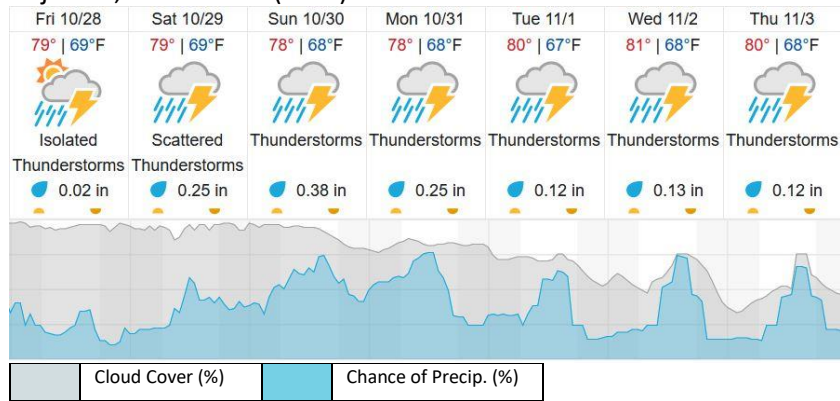 Fri 10/28 Sat 10/29 Sun 10/30 Mon 10/31 Tue 11/1 Wed 11/2 Thu 11/3
79° | 69°F 79° | 69°F 78° | 68°F 78° | 68°F 80° | 67°F 81° | 68°F 80° | 68°F
Isolated Scattered Thunderstorms Thunderstorms Thunderstorms Thunderstorms Thunderstorms
Thunderstorms Thunderstorms
0.02 in 0.25 in 0.38 in 0.25 in 0.12 in 0.13 in 0.12 in
Cloud Cover (%) Chance of Precip. (%)